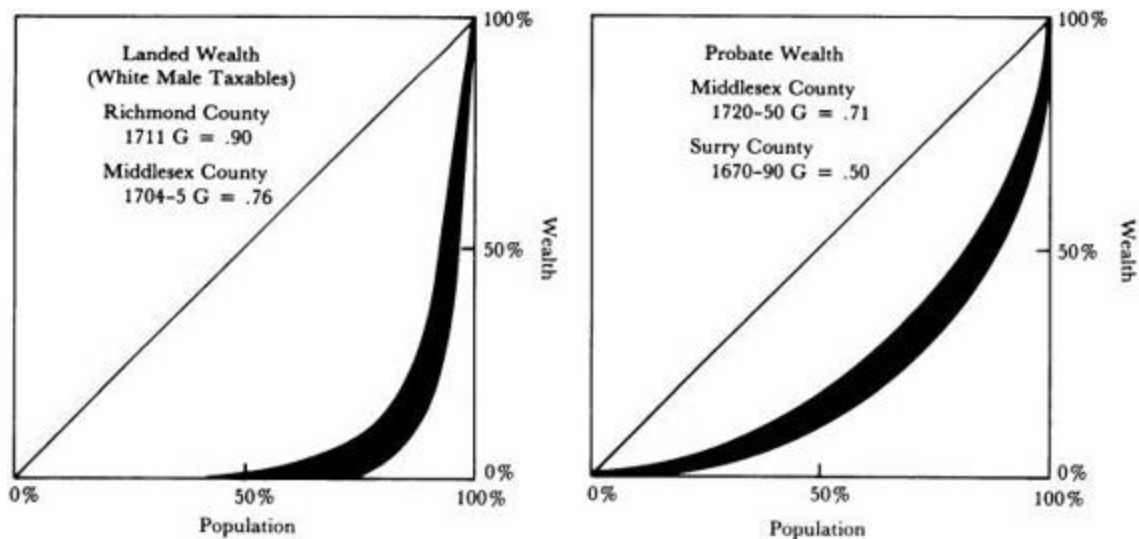 Landed Wealth
(White Male Taxables)
Richmond County
1711 G = .90
Middlesex County
1704-5 G = .76
100%
50%
0%
Wealth
0%
50%
100%
Population
Probate Wealth
Middlesex County
1720-50 G = .71
Surry County
1670-90 G = .50
100%
50%
0%
Wealth
0%
50%
100%
Population